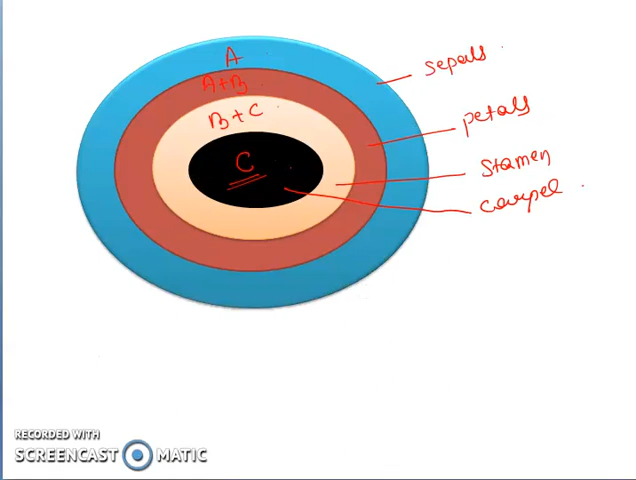 A
A+B
B+C
C
sepals
petals
stamen
carpel
RECORDED WITH
SCREENCAST MATIC